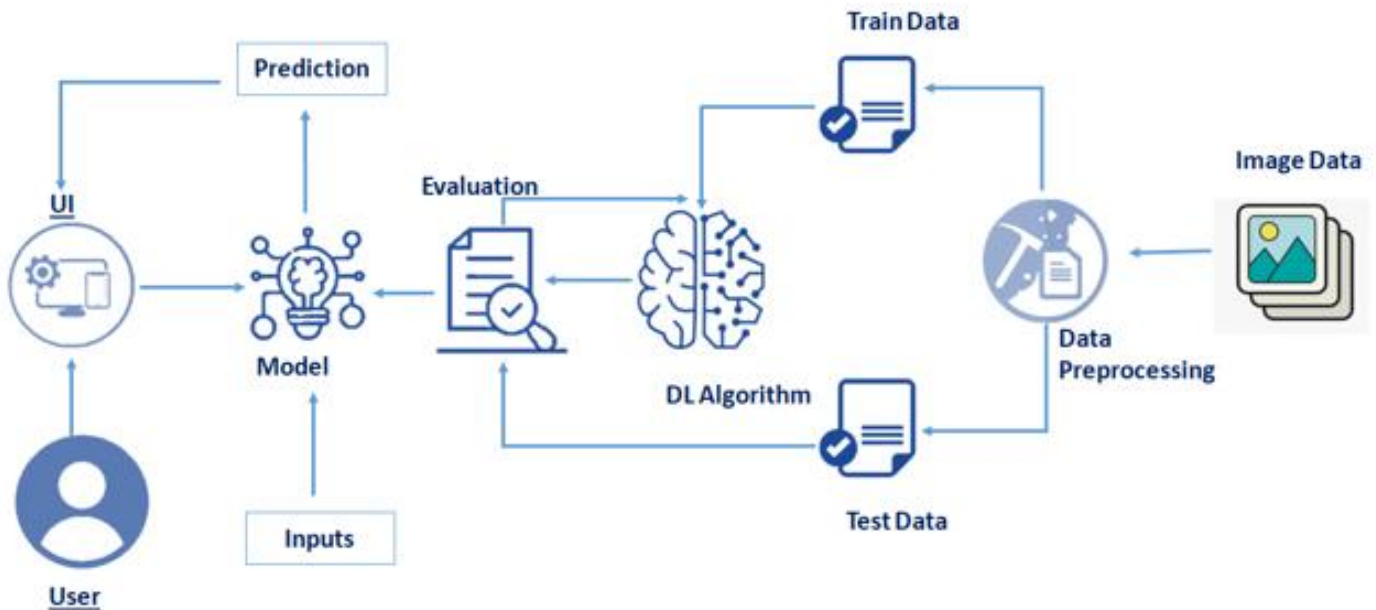 Train Data
Prediction
Image Data
Evaluation
UI
Data
Preprocessing
Model
DL Algorithm
Test Data
Inputs
User